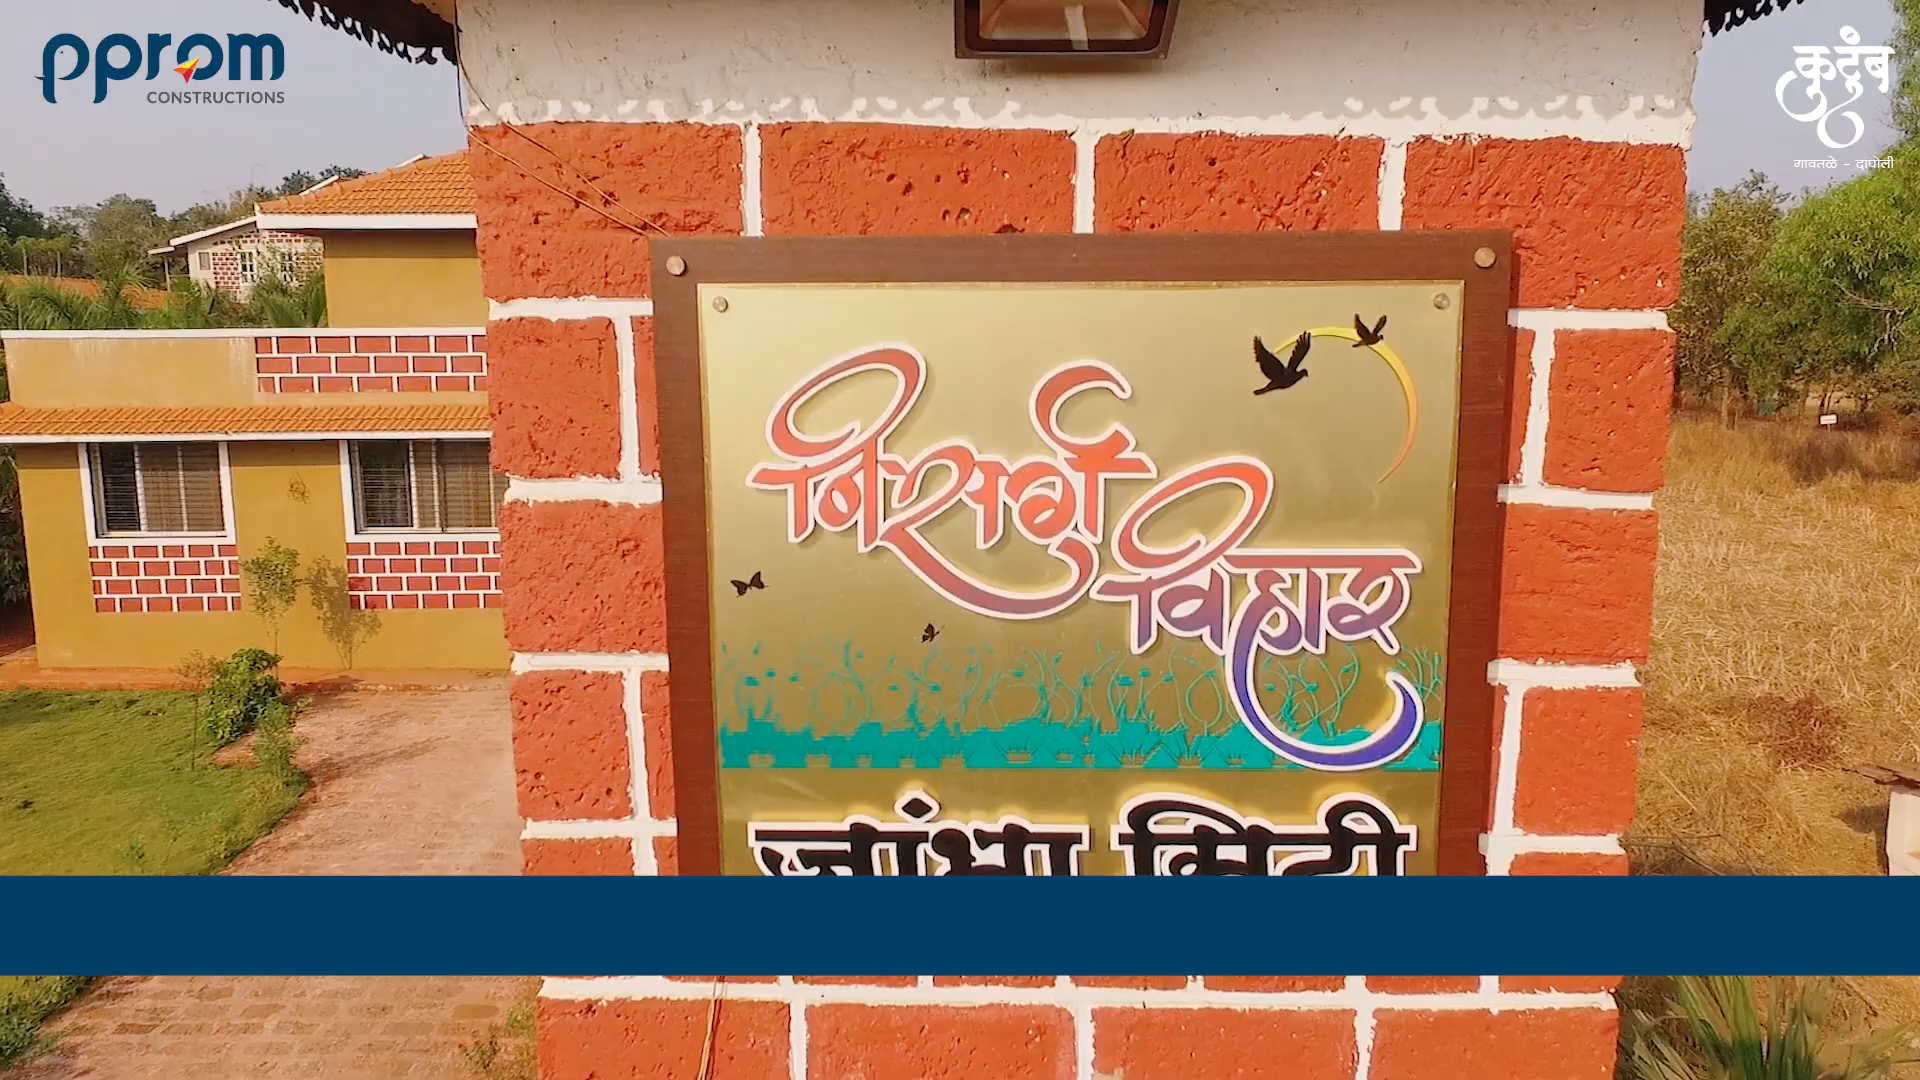 pprom
CONSTRUCTIONS
कुटुंब
गावतळे - दापोली
निसर्ग
विहार
जांभा सिटी